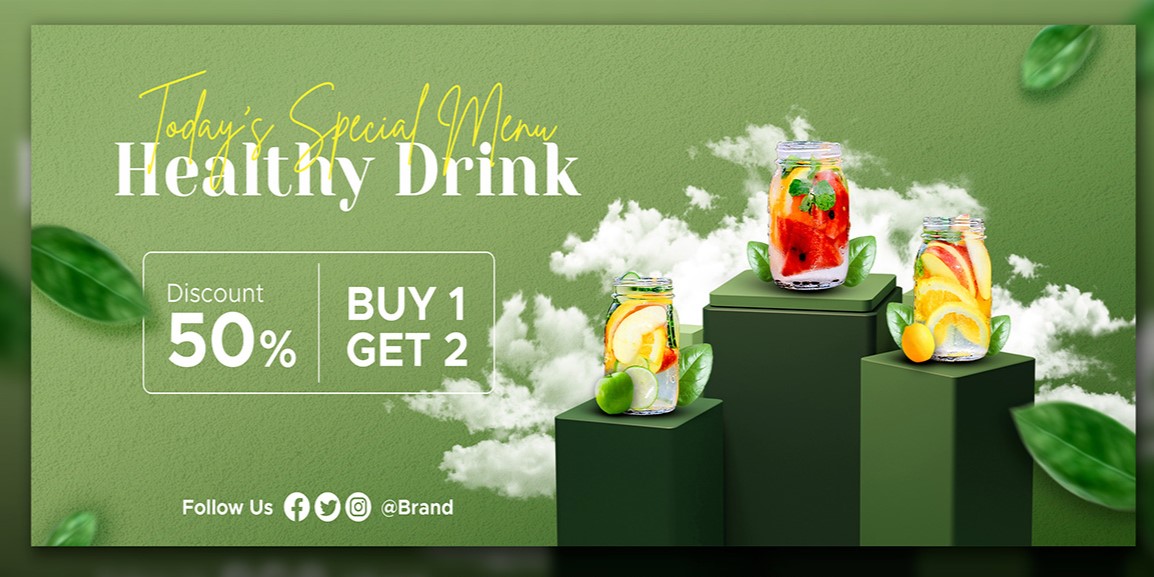 Today's Special Menu
Healthy Drink
Discount
50%
BUY 1
GET 2
Follow Us @Brand